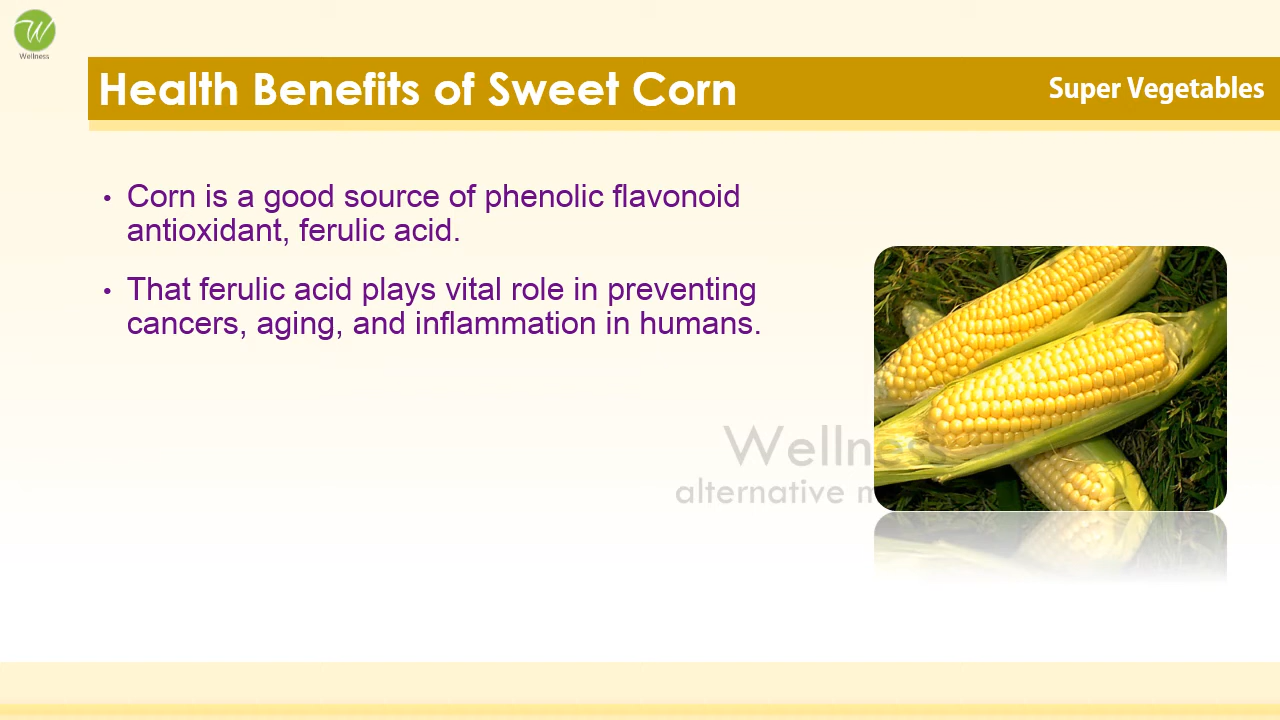 W
Wellness
Health Benefits of Sweet Corn
Super Vegetables
• Corn is a good source of phenolic flavonoid
antioxidant, ferulic acid.
• That ferulic acid plays vital role in preventing
cancers, aging, and inflammation in humans.
Wellness
alternative